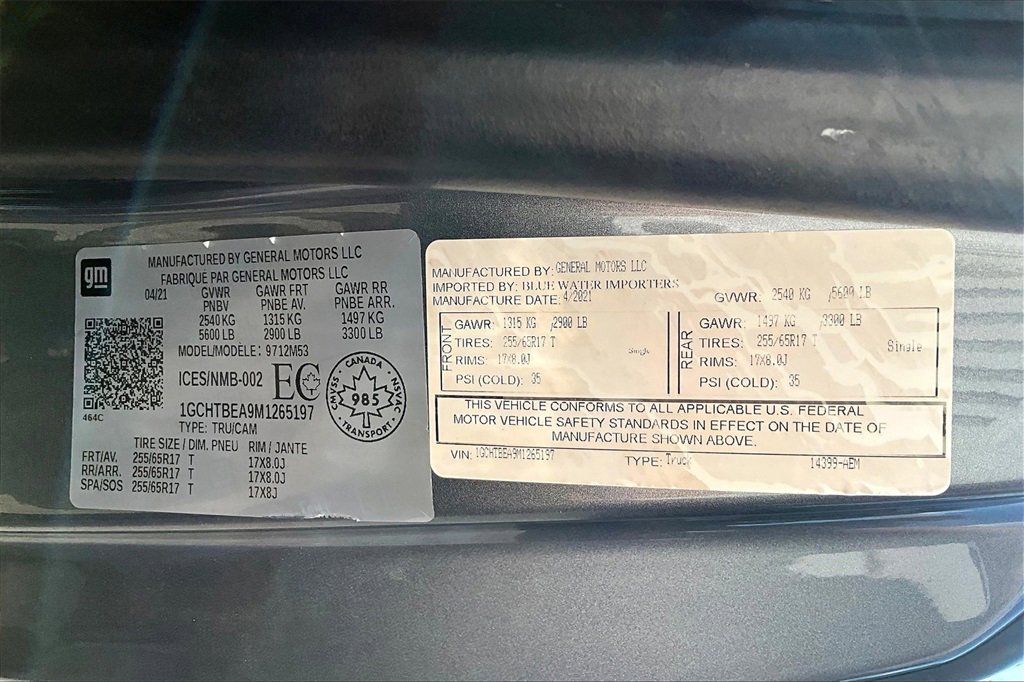 gm
MANUFACTURED BY GENERAL MOTORS LLC
FABRIQUÉ PAR GENERAL MOTORS LLC
04/21 GVWR GAWR FRT GAWR RR
PNBV PNBE AV. PNBE ARR.
2540 KG 1315 KG 1497 KG
5600 LB 2900 LB 3300 LB
MODEL/MODÈLE: 9712M53
ICES/NMB-002 EC
CANADA
CMVSS NSVAC
985
TRANSPORT
464C
1GCHTBEA9M1265197
TYPE: TRU/CAM
TIRE SIZE / DIM. PNEU RIM / JANTE
FRT/AV. 255/65R17 T 17X8.0J
RR/ARR. 255/65R17 T 17X8.0J
SPA/SOS 255/65R17 T 17X8J
MANUFACTURED BY: GENERAL MOTORS LLC
IMPORTED BY: BLUE WATER IMPORTERS
MANUFACTURE DATE: 4/2021 GVWR: 2540 KG /5600 LB
FRONT
GAWR: 1315 KG /2900 LB
TIRES: 255/65R17 T
RIMS: 17X8.0J Single
PSI (COLD): 35
REAR
GAWR: 1497 KG /3300 LB
TIRES: 255/65R17 T Single
RIMS: 17X8.0J
PSI (COLD): 35
THIS VEHICLE CONFORMS TO ALL APPLICABLE U.S. FEDERAL
MOTOR VEHICLE SAFETY STANDARDS IN EFFECT ON THE DATE OF
MANUFACTURE SHOWN ABOVE.
VIN: 1GCHTBEA9M1265197 TYPE: Truck 14399-AEM